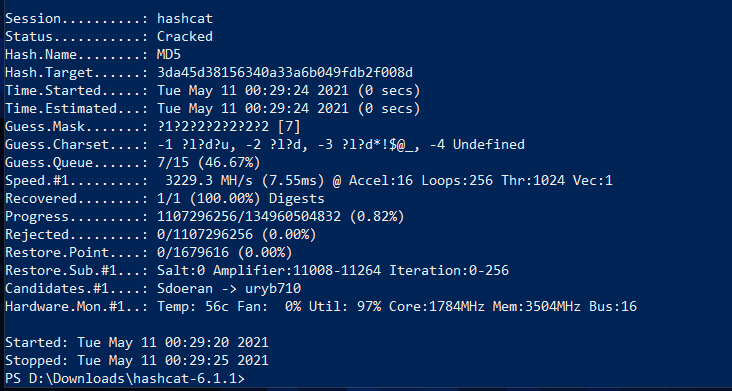 Session..........: hashcat
Status...........: Cracked
Hash.Name........: MD5
Hash.Target......: 3da45d38156340a33a6b049fdb2f008d
Time.Started.....: Tue May 11 00:29:24 2021 (0 secs)
Time.Estimated...: Tue May 11 00:29:24 2021 (0 secs)
Guess.Mask.......: ?1?2?2?2?2?2?2 [7]
Guess.Charset....: -1 ?l?d?u, -2 ?l?d, -3 ?l?d*!$@_, -4 Undefined
Guess.Queue......: 7/15 (46.67%)
Speed.#1.........:  3229.3 MH/s (7.55ms) @ Accel:16 Loops:256 Thr:1024 Vec:1
Recovered........: 1/1 (100.00%) Digests
Progress.........: 1107296256/134960504832 (0.82%)
Rejected.........: 0/1107296256 (0.00%)
Restore.Point....: 0/1679616 (0.00%)
Restore.Sub.#1...: Salt:0 Amplifier:11008-11264 Iteration:0-256
Candidates.#1....: Sdoeran -> uryb710
Hardware.Mon.#1..: Temp: 56c Fan:  0% Util: 97% Core:1784MHz Mem:3504MHz Bus:16
Started: Tue May 11 00:29:20 2021
Stopped: Tue May 11 00:29:25 2021
PS D:\Downloads\hashcat-6.1.1>